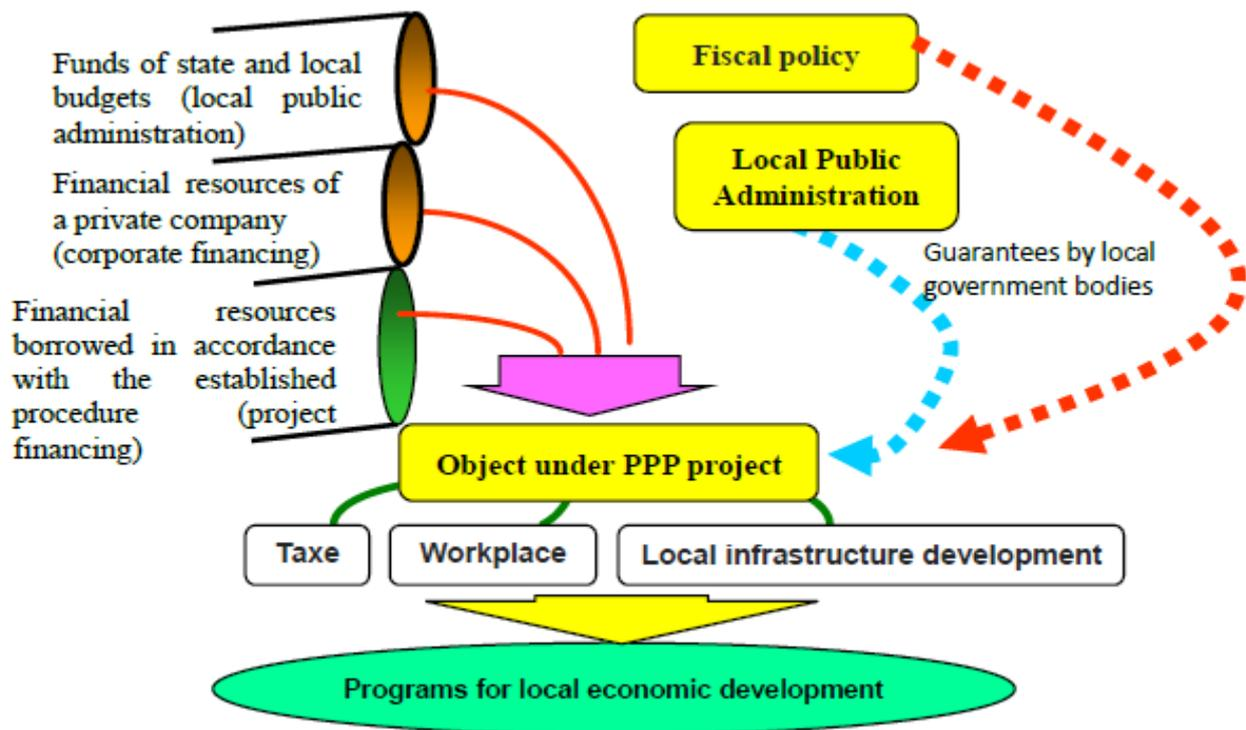 Funds of state and local
budgets (local public
administration)
Financial resources of
a private company
(corporate financing)
Financial resources
borrowed in accordance
with the established
procedure (project
financing)
Fiscal policy
Local Public
Administration
Guarantees by local
government bodies
Object under PPP project
Taxe
Workplace
Local infrastructure development
Programs for local economic development